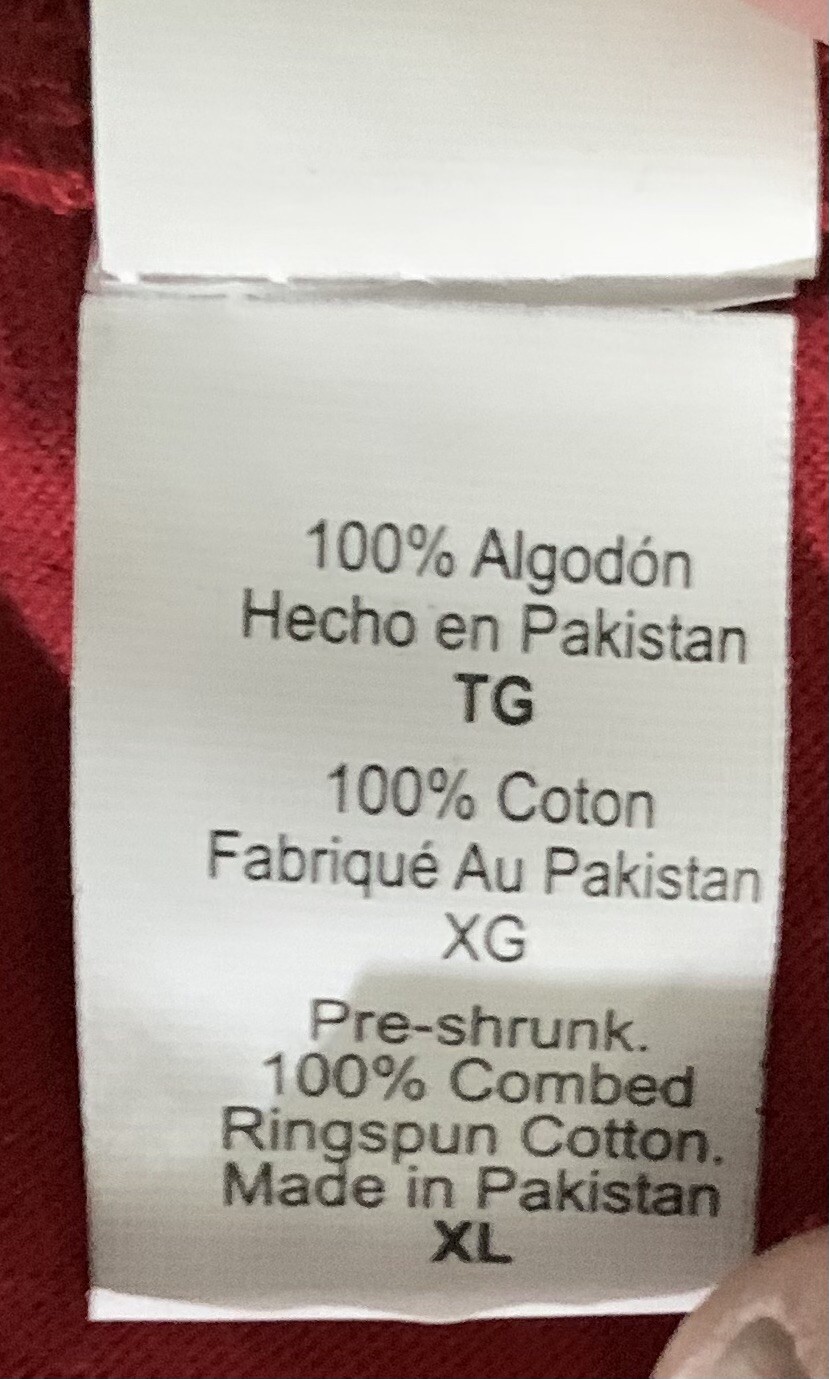 100% Algodón
Hecho en Pakistan
TG
100% Coton
Fabriqué Au Pakistan
XG
Pre-shrunk.
100% Combed
Ringspun Cotton.
Made in Pakistan
XL